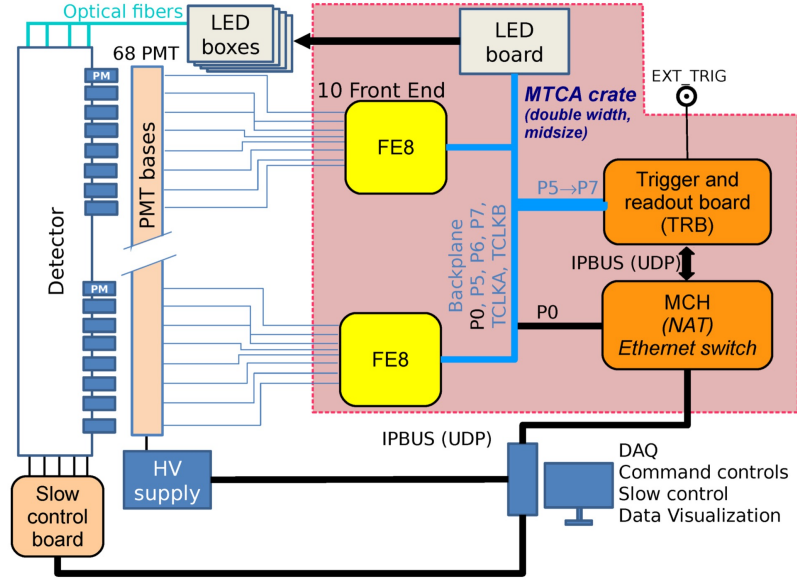 Optical fibers
LED
boxes
LED
board
68 PMT
PM
10 Front End
MTCA crate
(double width,
midsize)
EXT_TRIG
FE8
PMT bases
Detector
P5→P7
Trigger and
readout board
(TRB)
Backplane
P0, P5, P6, P7,
TCLKA, TCLKB
IPBUS (UDP)
PM
FE8
P0
MCH
(NAT)
Ethernet switch
IPBUS (UDP)
HV
supply
DAQ
Command controls
Slow control
Data Visualization
Slow
control
board